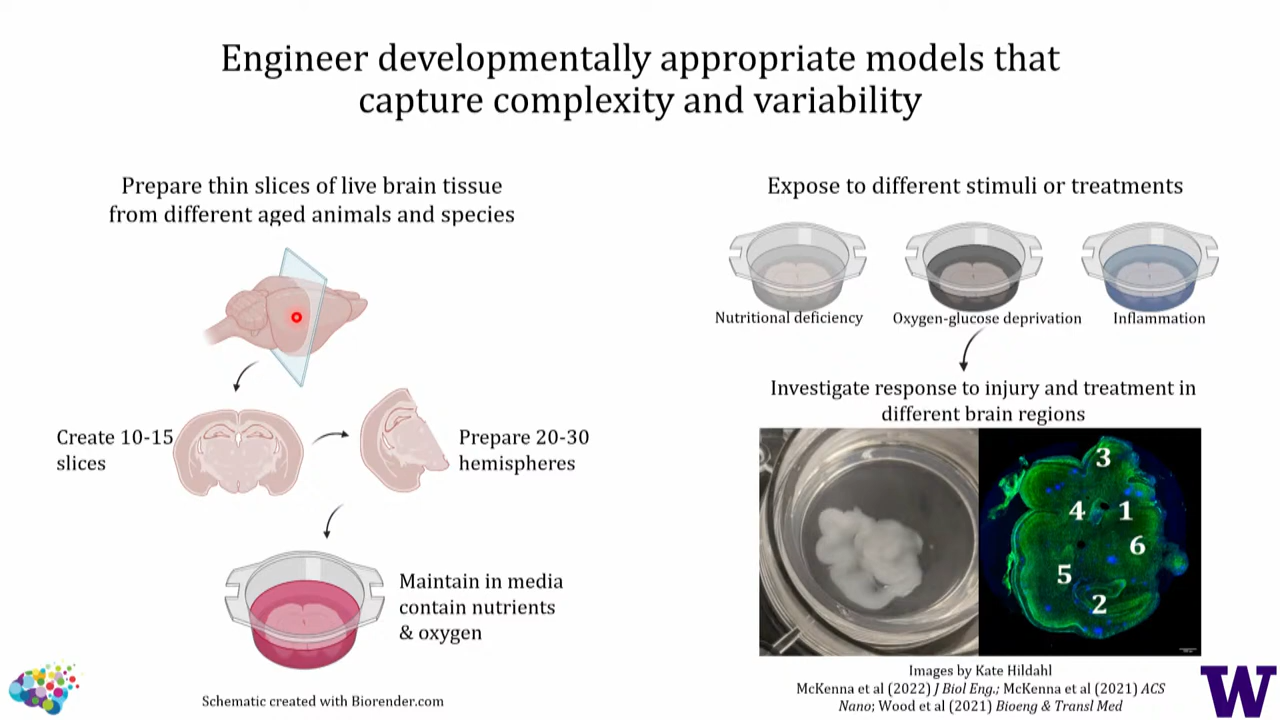 Engineer developmentally appropriate models that
capture complexity and variability
Prepare thin slices of live brain tissue
from different aged animals and species
Create 10-15
slices
Prepare 20-30
hemispheres
Maintain in media
contain nutrients
& oxygen
Schematic created with Biorender.com
Expose to different stimuli or treatments
Nutritional deficiency
Oxygen-glucose deprivation
Inflammation
Investigate response to injury and treatment in
different brain regions
3
4 1
6
5
2
Images by Kate Hildahl
McKenna et al (2022) J Biol Eng.; McKenna et al (2021) ACS
Nano; Wood et al (2021) Bioeng & Transl Med
W